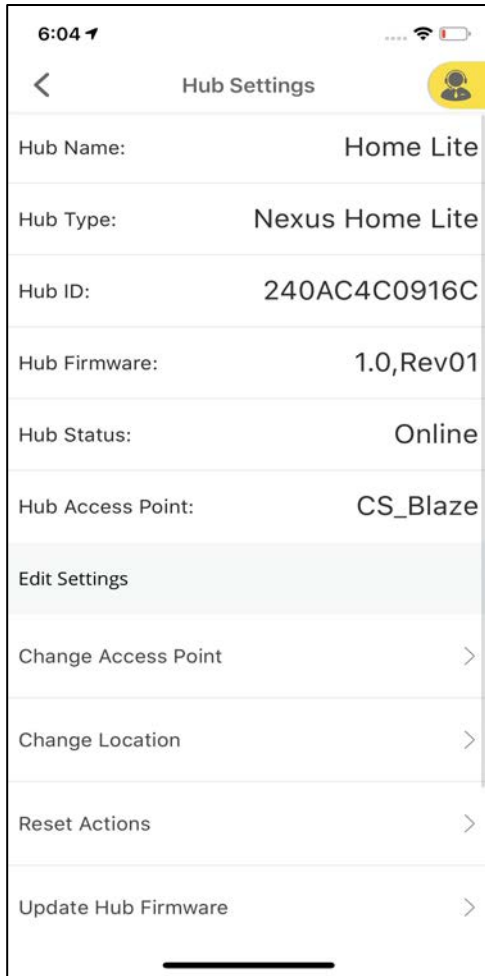 6:04
Hub Settings
Hub Name: Home Lite
Hub Type: Nexus Home Lite
Hub ID: 240AC4C0916C
Hub Firmware: 1.0,Rev01
Hub Status: Online
Hub Access Point: CS_Blaze
Edit Settings
Change Access Point
Change Location
Reset Actions
Update Hub Firmware